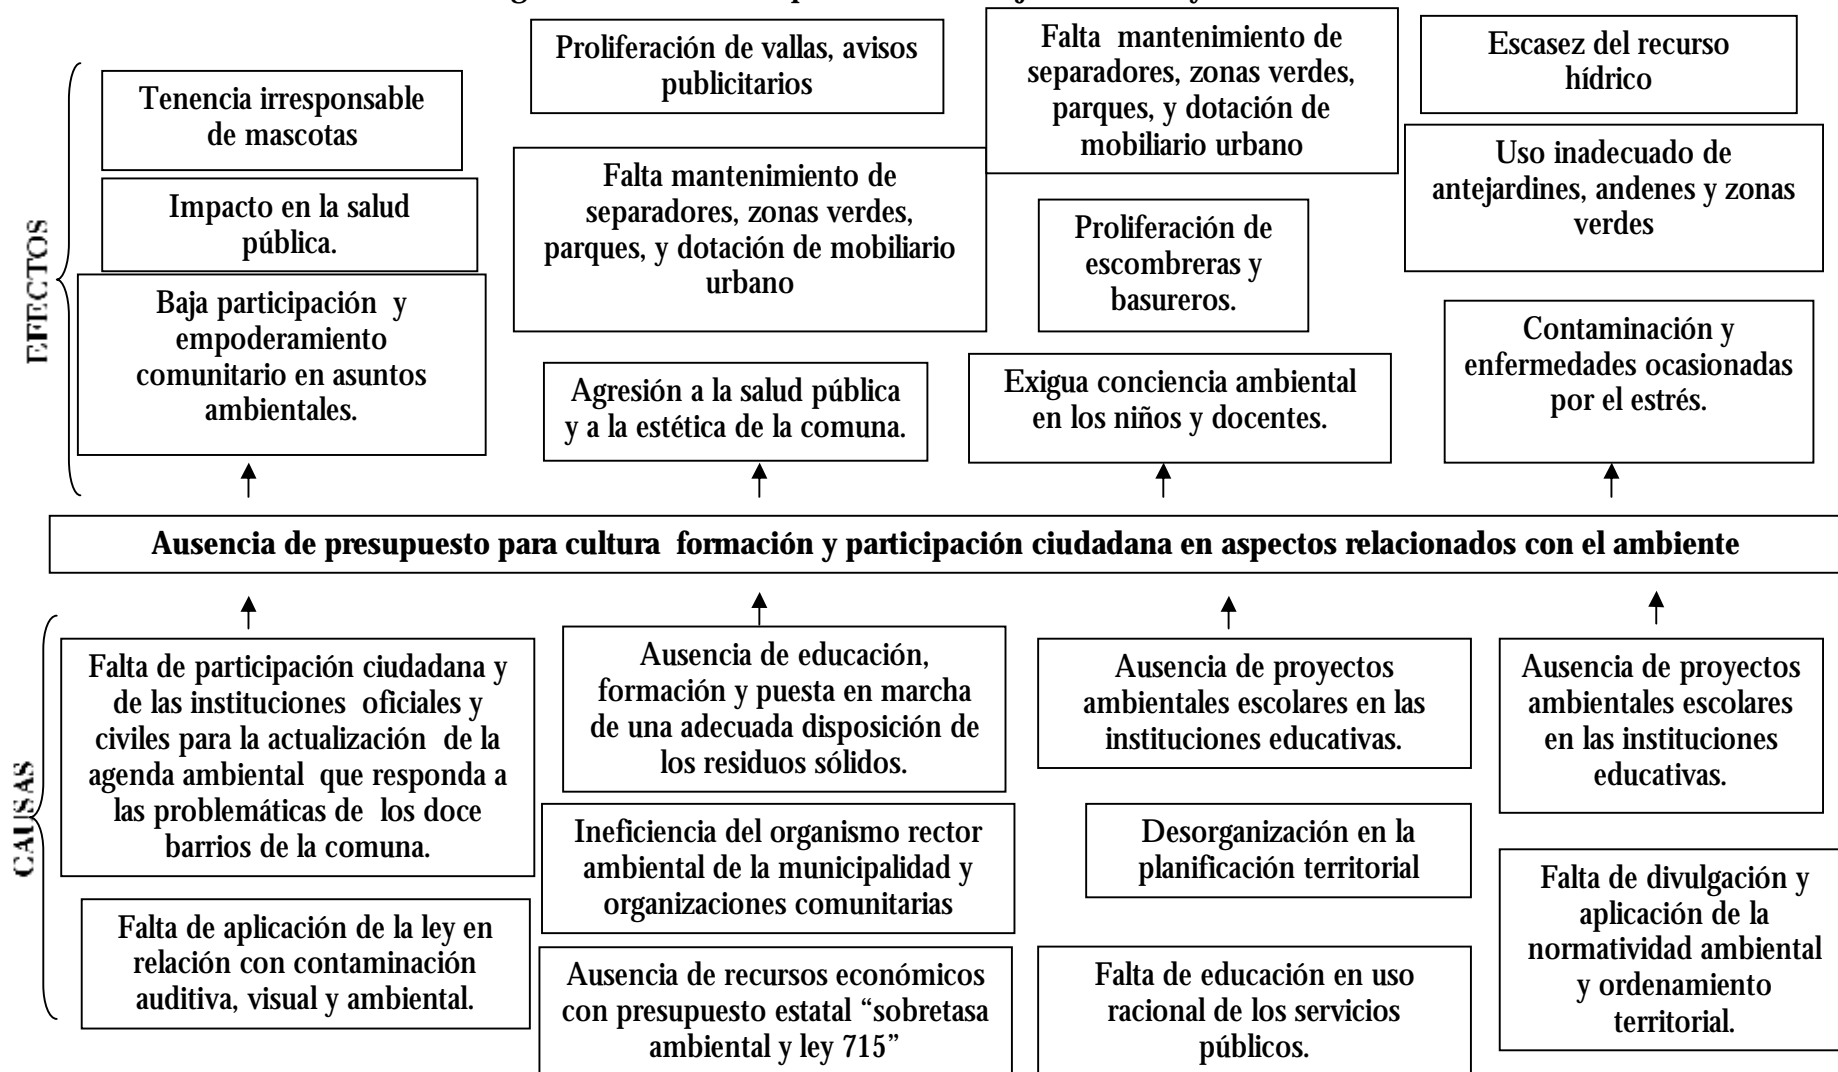 EFECTOS
Tenencia irresponsable
de mascotas
Impacto en la salud
pública.
Baja participación y
empoderamiento
comunitario en asuntos
ambientales.
Proliferación de vallas, avisos
publicitarios
Falta mantenimiento de
separadores, zonas verdes,
parques, y dotación de mobiliario
urbano
Agresión a la salud pública
y a la estética de la comuna.
Falta mantenimiento de
separadores, zonas verdes,
parques, y dotación de
mobiliario urbano
Proliferación de
escombreras y
basureros.
Exigua conciencia ambiental
en los niños y docentes.
Escasez del recurso
hídrico
Uso inadecuado de
antejardines, andenes y zonas
verdes
Contaminación y
enfermedades ocasionadas
por el estrés.
Ausencia de presupuesto para cultura formación y participación ciudadana en aspectos relacionados con el ambiente
CAUSAS
Falta de participación ciudadana y
de las instituciones oficiales y
civiles para la actualización de la
agenda ambiental que responda a
las problemáticas de los doce
barrios de la comuna.
Falta de aplicación de la ley en
relación con contaminación
auditiva, visual y ambiental.
Ausencia de educación,
formación y puesta en marcha
de una adecuada disposición de
los residuos sólidos.
Ineficiencia del organismo rector
ambiental de la municipalidad y
organizaciones comunitarias
Ausencia de recursos económicos
con presupuesto estatal “sobretasa
ambiental y ley 715”
Ausencia de proyectos
ambientales escolares en las
instituciones educativas.
Desorganización en la
planificación territorial
Falta de educación en uso
racional de los servicios
públicos.
Ausencia de proyectos
ambientales escolares
en las instituciones
educativas.
Falta de divulgación y
aplicación de la
normatividad ambiental
y ordenamiento
territorial.